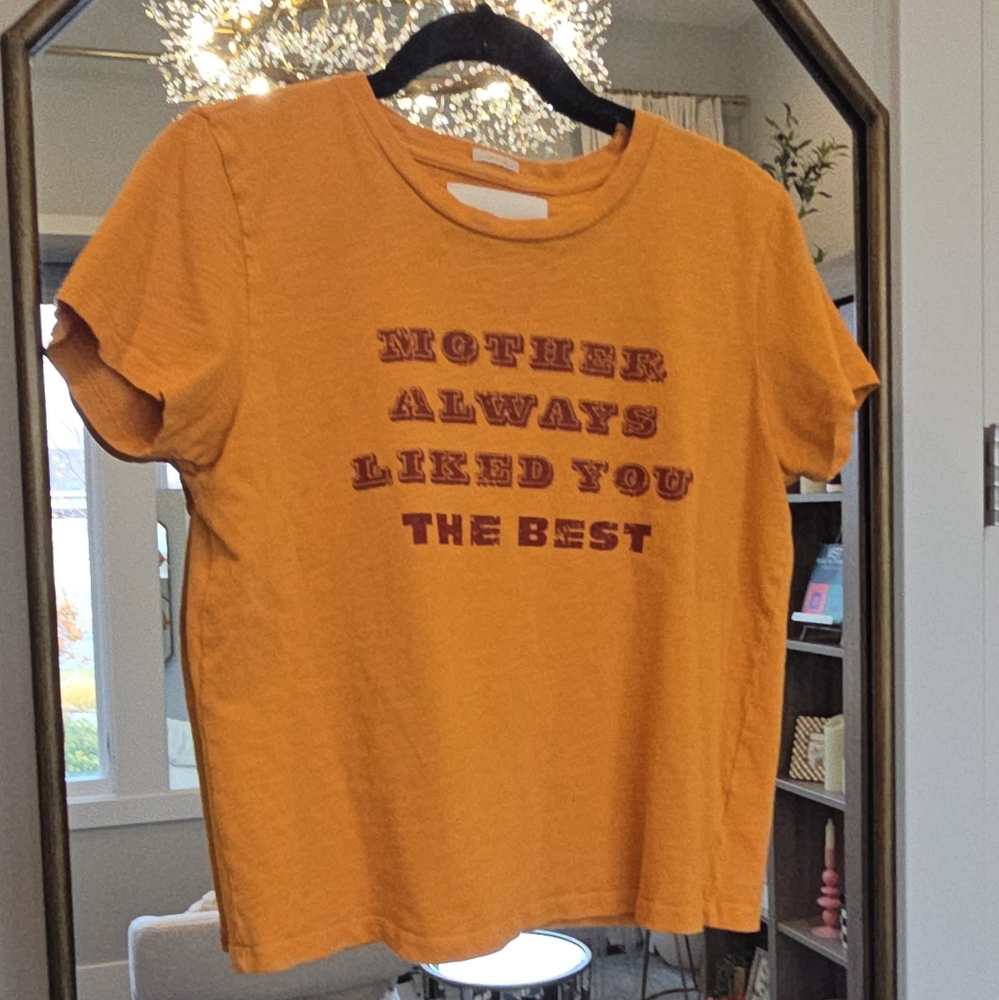 MOTHER
ALWAYS
LIKED YOU
THE BEST